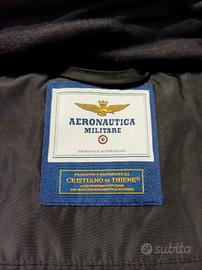 AERONAUTICA
MILITARE
PRODOTTO E DISTRIBUITO DA
CRISTIANO DI THIENE®
subito